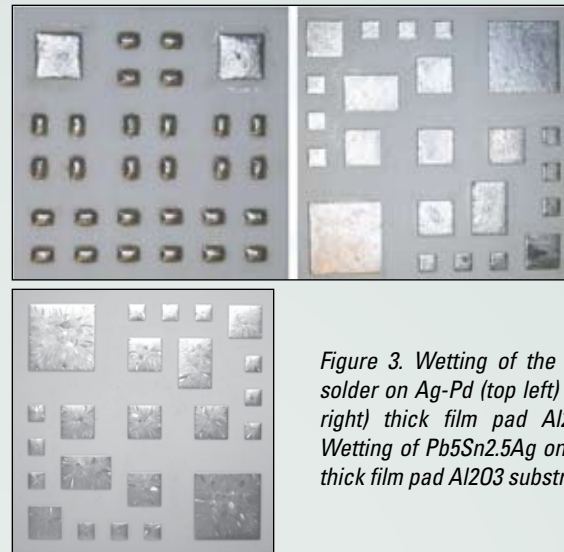 Figure 3. Wetting of the
solder on Ag-Pd (top left)
right) thick film pad Al2
Wetting of Pb5Sn2.5Ag on
thick film pad Al2O3 substr